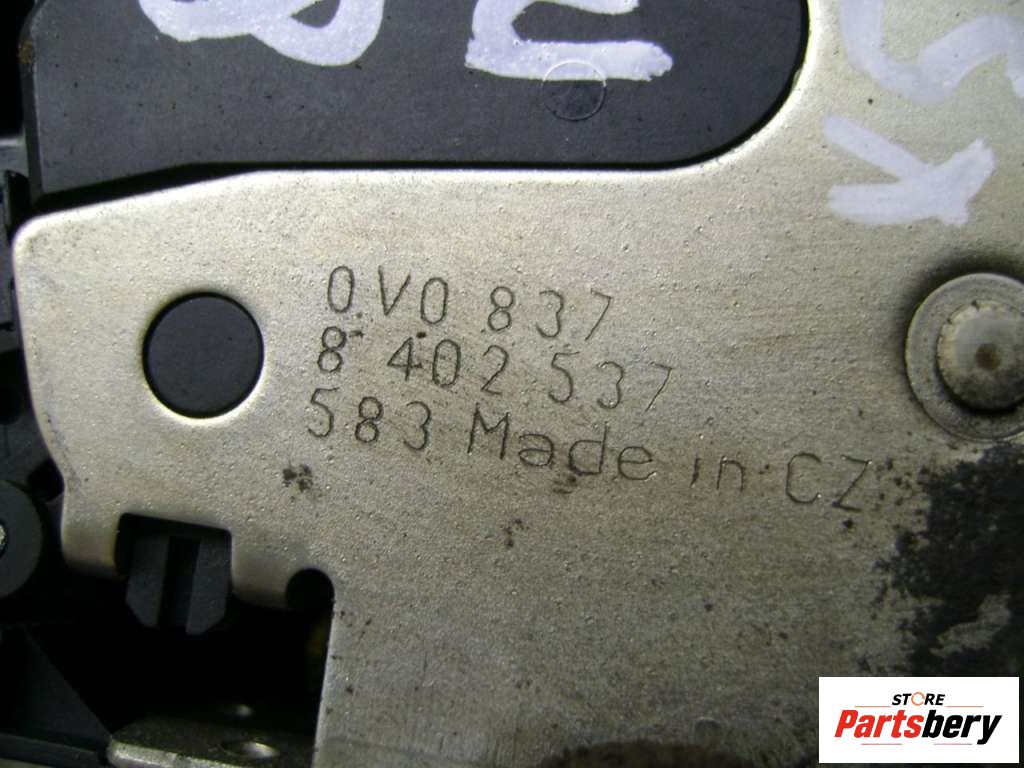 0V0 837
8 402 537
583 Made in CZ
STORE
Partsbery